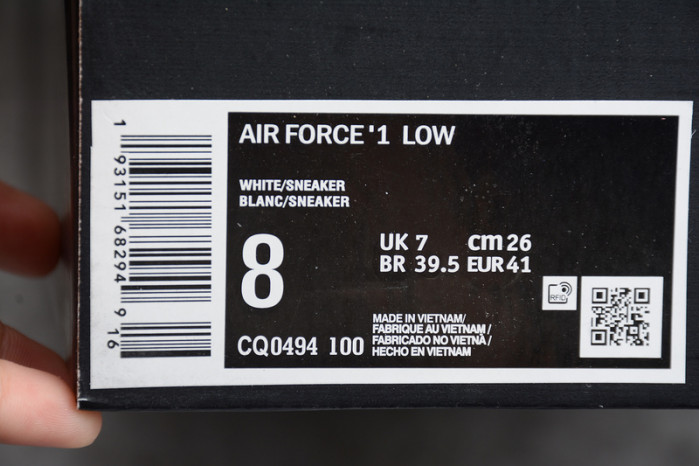 AIR FORCE '1 LOW
WHITE/SNEAKER
BLANC/SNEAKER
8
UK 7 cm 26
BR 39.5 EUR 41
RFID
CQ0494 100
MADE IN VIETNAM/
FABRIQUE AU VIETNAM/
FABRICADO NO VIETNÃ/
HECHO EN VIETNAM
1 93151 68294 9 16